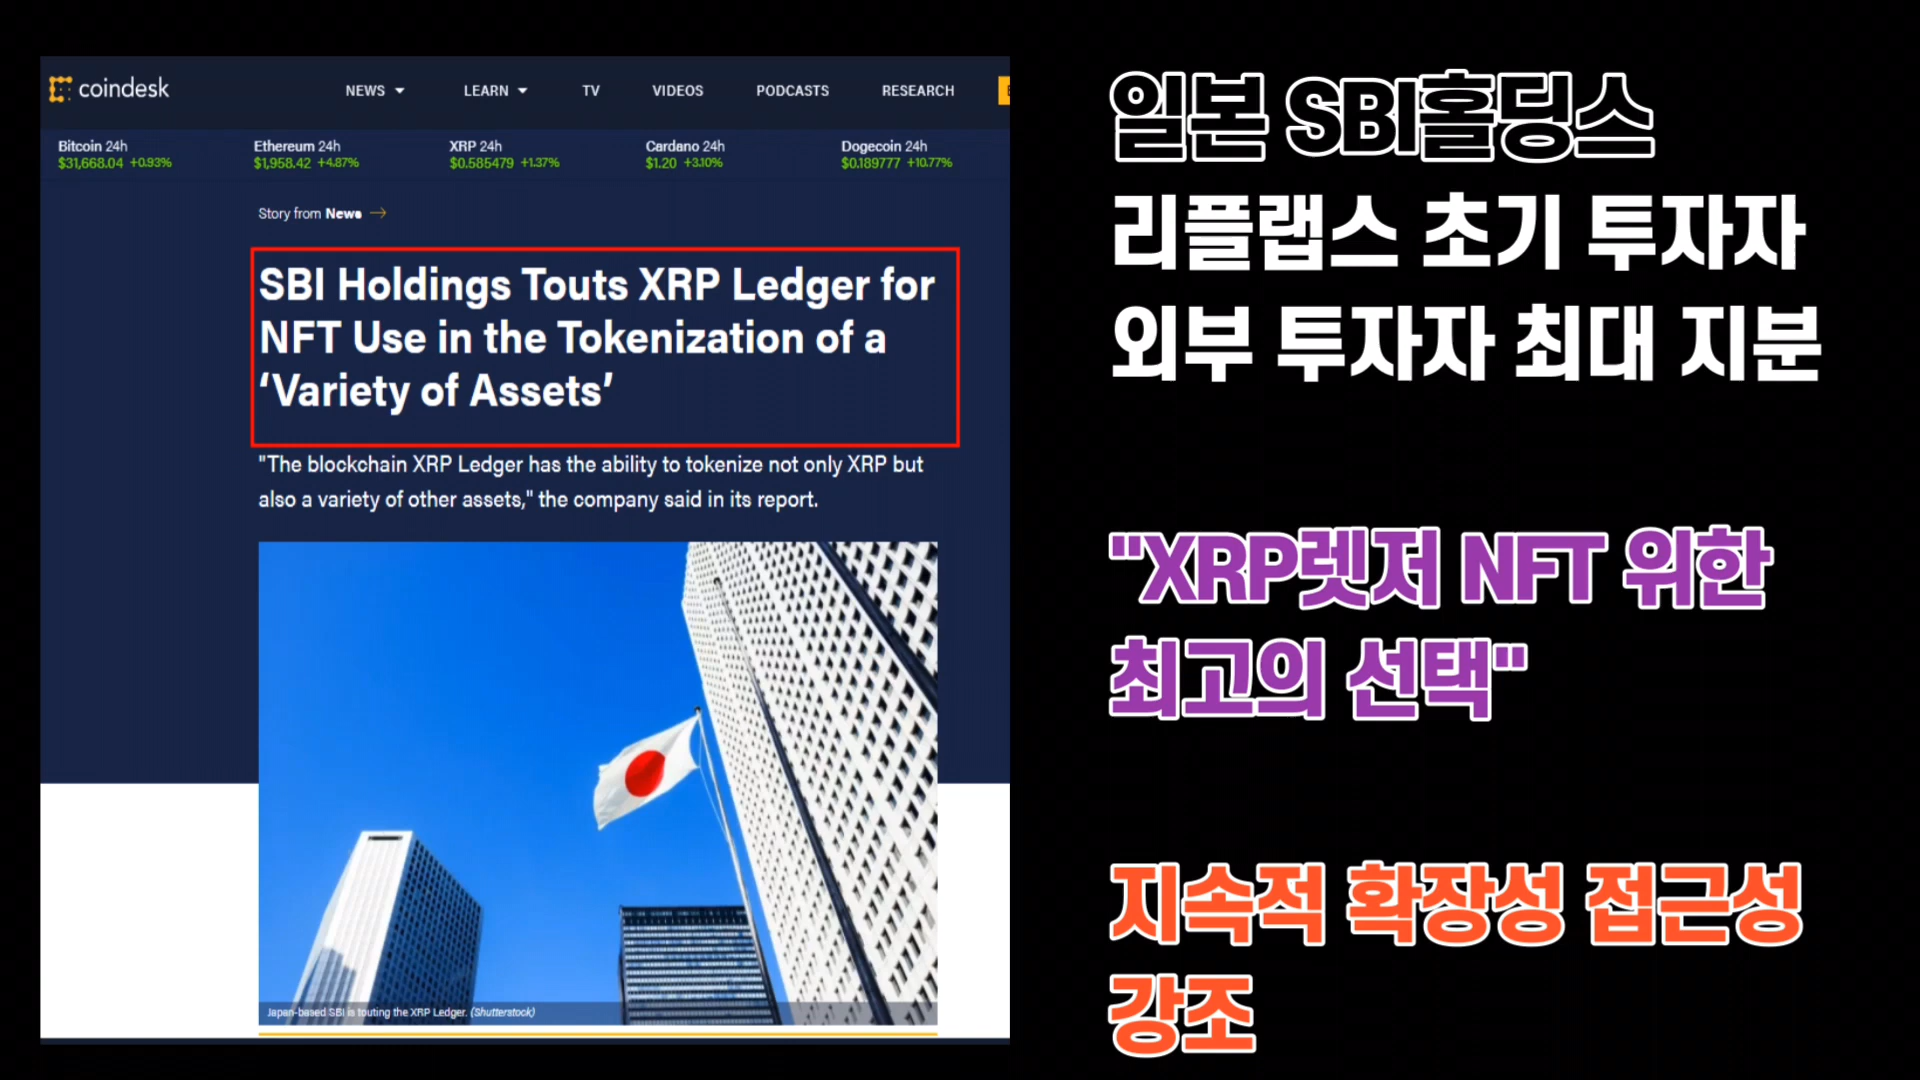 coindesk
NEWS LEARN TV VIDEOS PODCASTS RESEARCH
Bitcoin 24h Ethereum 24h XRP 24h Cardano 24h Dogecoin 24h
$31,668.04 +0.93% $1,958.42 +4.87% $0.585479 +1.37% $1.20 +3.10% $0.189777 +10.77%
Story from News
SBI Holdings Touts XRP Ledger for
NFT Use in the Tokenization of a
‘Variety of Assets’
"The blockchain XRP Ledger has the ability to tokenize not only XRP but
also a variety of other assets," the company said in its report.
Japan-based SBI is touting the XRP Ledger. (Shutterstock)
일본 SBI홀딩스
리플랩스 초기 투자자
외부 투자자 최대 지분
"XRP렛저 NFT 위한
최고의 선택"
지속적 확장성 접근성
강조